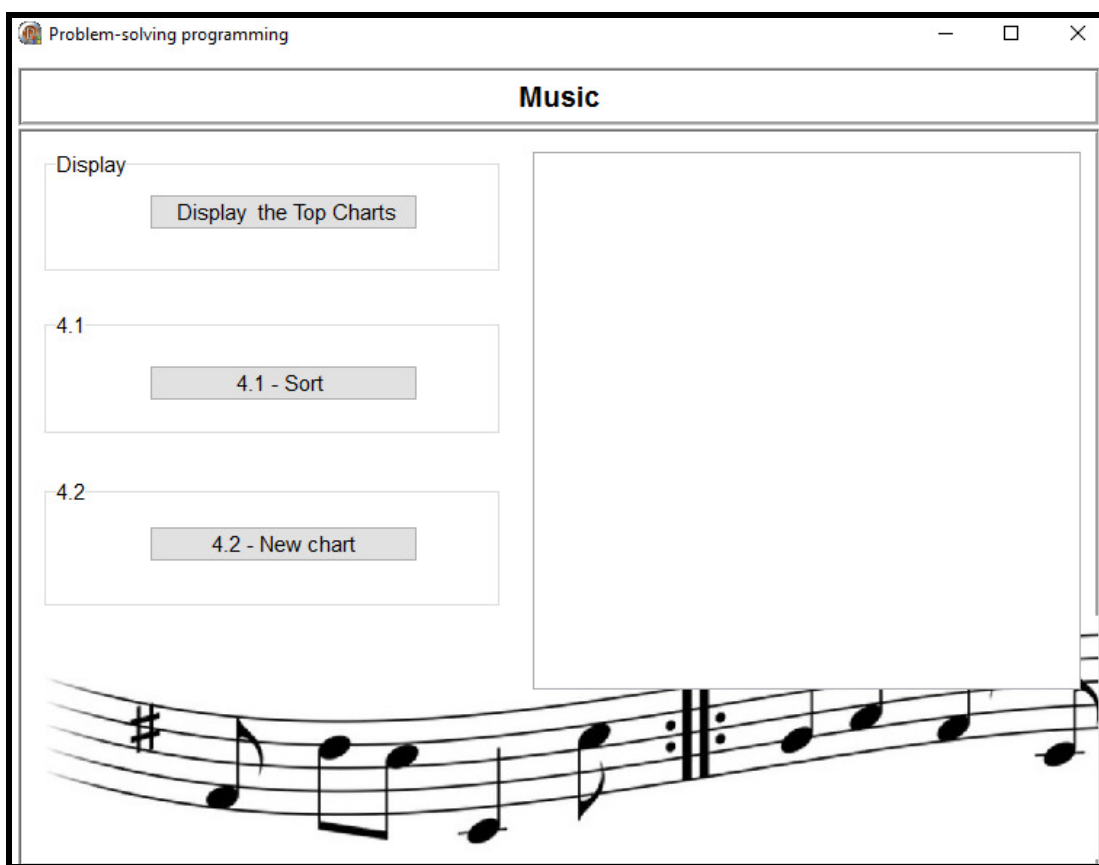 Problem-solving programming
Music
Display
Display the Top Charts
4.1
4.1 - Sort
4.2
4.2 - New chart